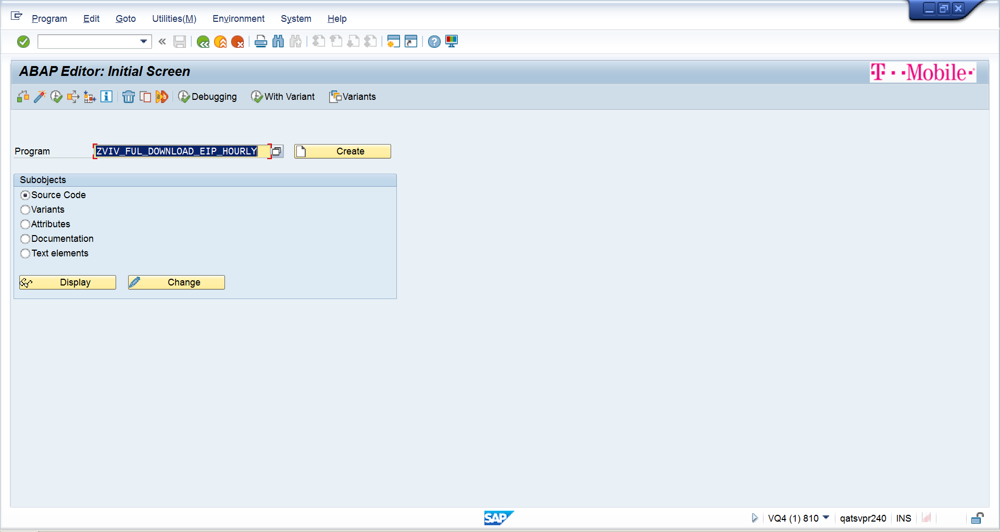 Program Edit Goto Utilities(M) Environment System Help
ABAP Editor: Initial Screen
T··Mobile·
Debugging With Variant Variants
Program ZVIV_FUL_DOWNLOAD_EIP_HOURLY Create
Subobjects
Source Code
Variants
Attributes
Documentation
Text elements
Display Change
SAP VQ4 (1) 810 qatsvpr240 INS